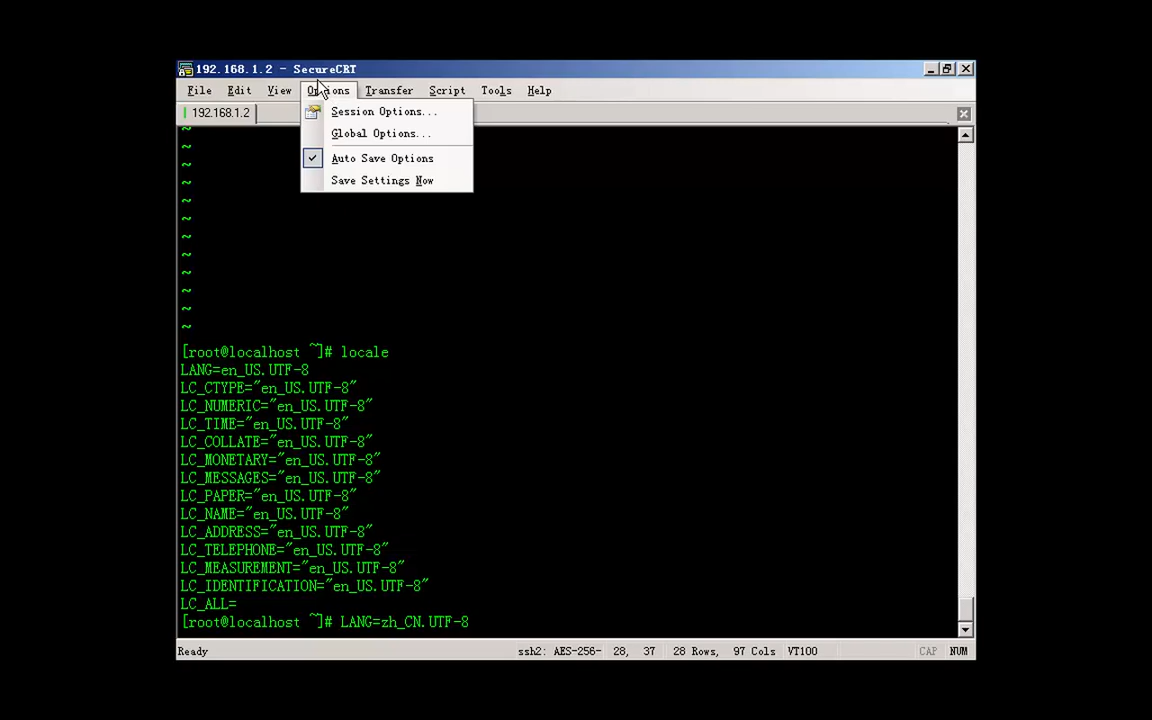 192.168.1.2 - SecureCRT
File Edit View Options Transfer Script Tools Help
192.168.1.2
Session Options...
Global Options...
Auto Save Options
Save Settings Now
~
~
~
~
~
~
~
~
~
~
~
~
[root@localhost ~]# locale
LANG=en_US.UTF-8
LC_CTYPE="en_US.UTF-8"
LC_NUMERIC="en_US.UTF-8"
LC_TIME="en_US.UTF-8"
LC_COLLATE="en_US.UTF-8"
LC_MONETARY="en_US.UTF-8"
LC_MESSAGES="en_US.UTF-8"
LC_PAPER="en_US.UTF-8"
LC_NAME="en_US.UTF-8"
LC_ADDRESS="en_US.UTF-8"
LC_TELEPHONE="en_US.UTF-8"
LC_MEASUREMENT="en_US.UTF-8"
LC_IDENTIFICATION="en_US.UTF-8"
LC_ALL=
[root@localhost ~]# LANG=zh_CN.UTF-8
Ready ssh2: AES-256- 28, 37 28 Rows, 97 Cols VT100 CAP NUM